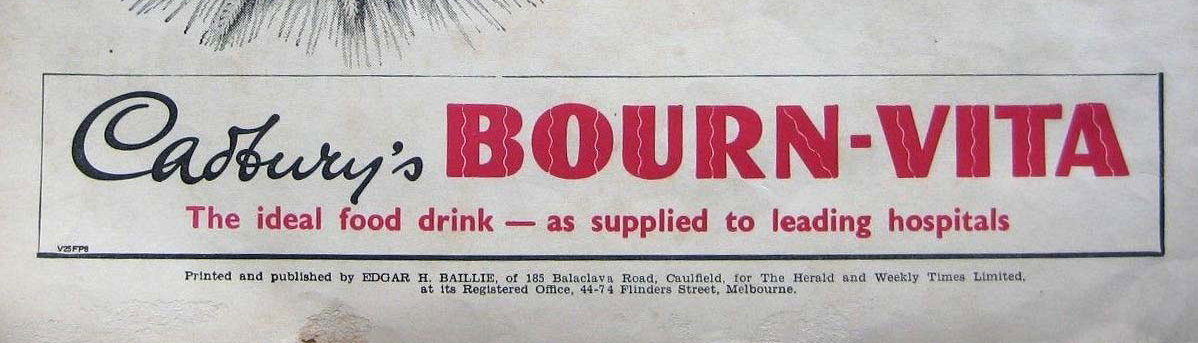 Cadbury's BOURN-VITA
The ideal food drink — as supplied to leading hospitals
V25FP8
Printed and published by EDGAR H. BAILLIE, of 185 Balaclava Road, Caulfield, for The Herald and Weekly Times Limited,
at its Registered Office, 44-74 Flinders Street, Melbourne.